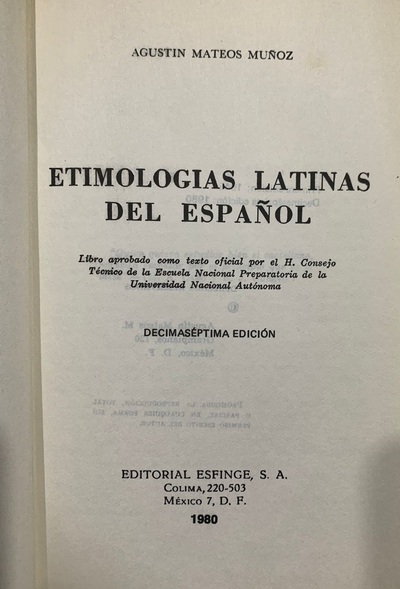 AGUSTIN MATEOS MUÑOZ
ETIMOLOGIAS LATINAS
DEL ESPAÑOL
Libro aprobado como texto oficial por el H. Consejo
Técnico de la Escuela Nacional Preparatoria de la
Universidad Nacional Autónoma
DECIMASÉPTIMA EDICIÓN
EDITORIAL ESFINGE, S. A.
COLIMA, 220-503
MÉXICO 7, D. F.
1980